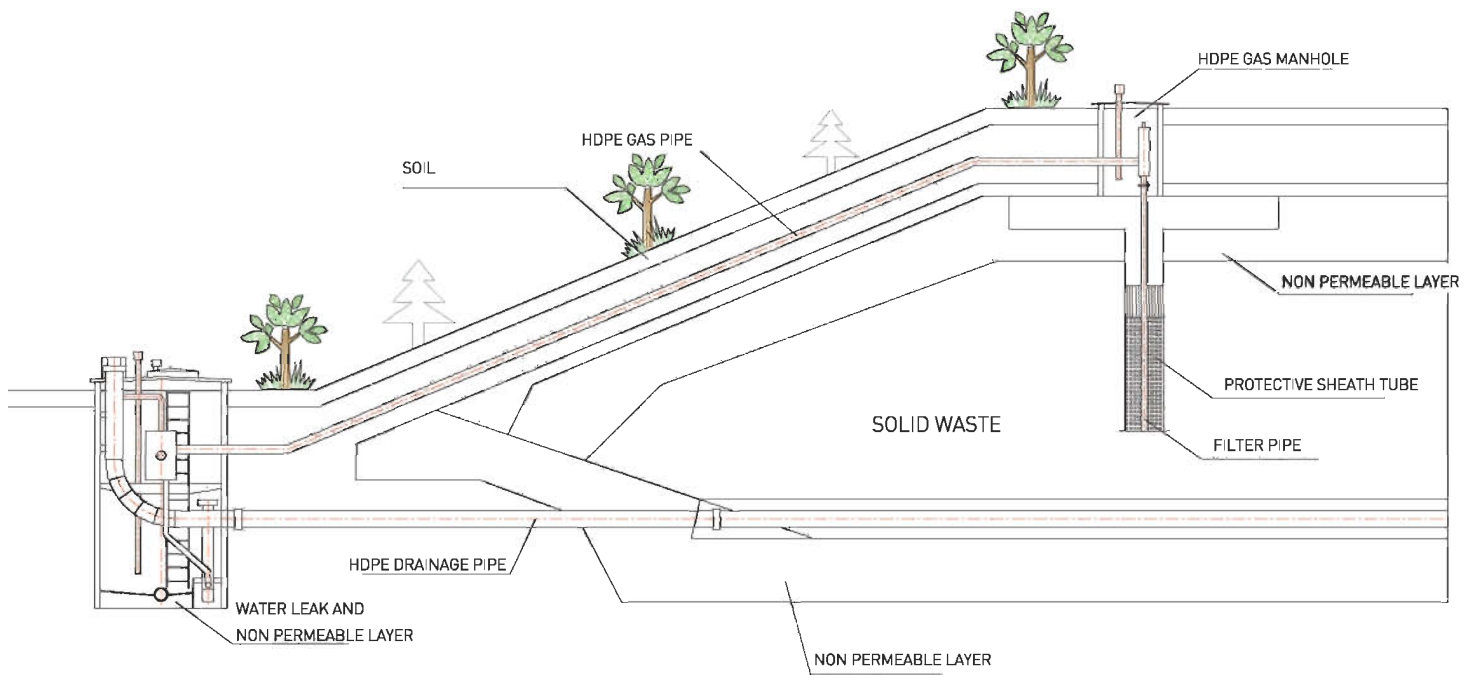 HDPE GAS MANHOLE
HDPE GAS PIPE
SOIL
NON PERMEABLE LAYER
PROTECTIVE SHEATH TUBE
SOLID WASTE
FILTER PIPE
HDPE DRAINAGE PIPE
WATER LEAK AND
NON PERMEABLE LAYER
NON PERMEABLE LAYER